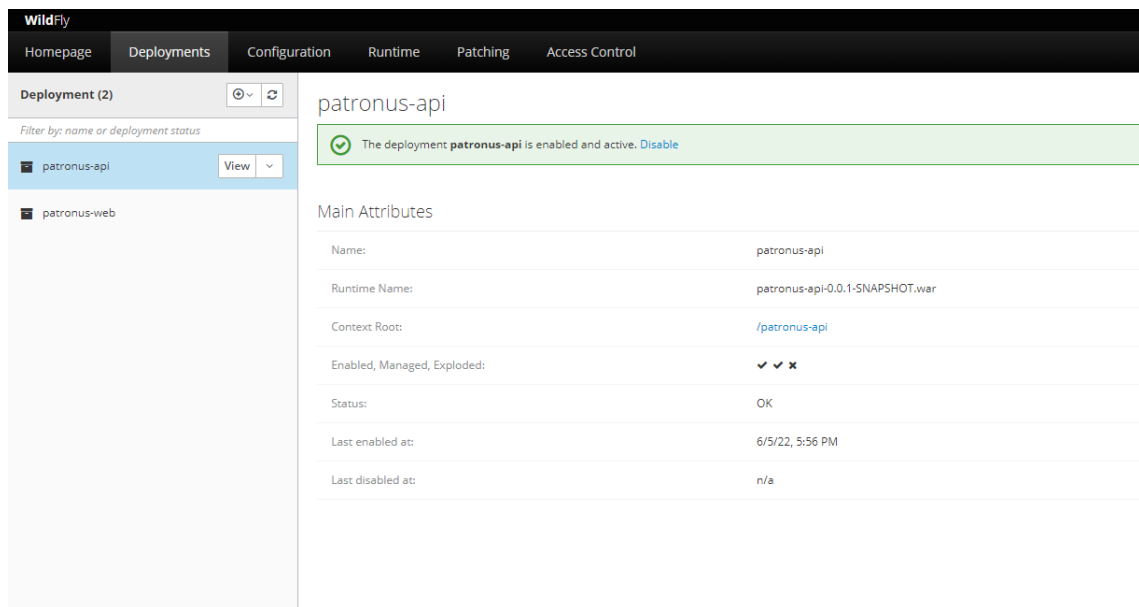 WildFly
Homepage Deployments Configuration Runtime Patching Access Control
Deployment (2)
Filter by: name or deployment status
patronus-api View
patronus-web
patronus-api
The deployment patronus-api is enabled and active. Disable
Main Attributes
Name: patronus-api
Runtime Name: patronus-api-0.0.1-SNAPSHOT.war
Context Root: /patronus-api
Enabled, Managed, Exploded:
Status: OK
Last enabled at: 6/5/22, 5:56 PM
Last disabled at: n/a